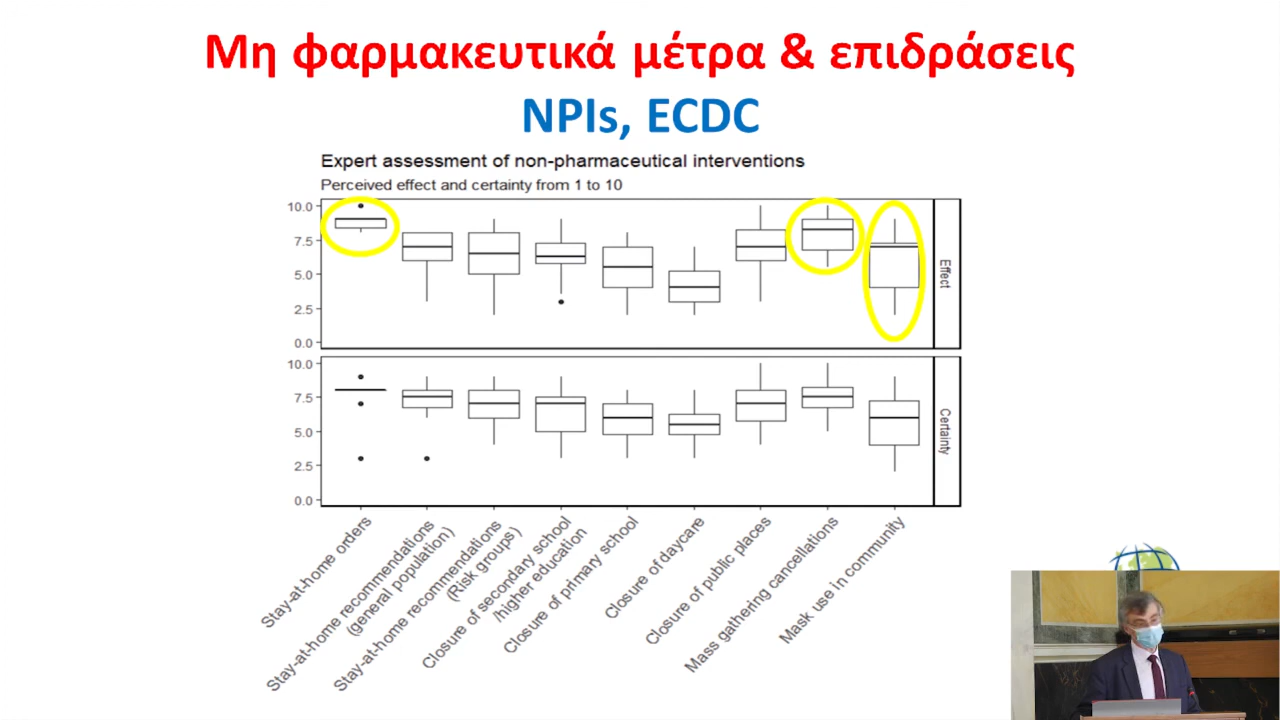 Μη φαρμακευτικά μέτρα & επιδράσεις
NPIs, ECDC
Expert assessment of non-pharmaceutical interventions
Perceived effect and certainty from 1 to 10
10.0
7.5
5.0
2.5
0.0
Effect
10.0
7.5
5.0
2.5
0.0
Certainty
Stay-at-home orders
Stay-at-home recommendations
(general population)
Stay-at-home recommendations
(Risk groups)
Closure of secondary school
/higher education
Closure of primary school
Closure of daycare
Closure of public places
Mass gathering cancellations
Mask use in community